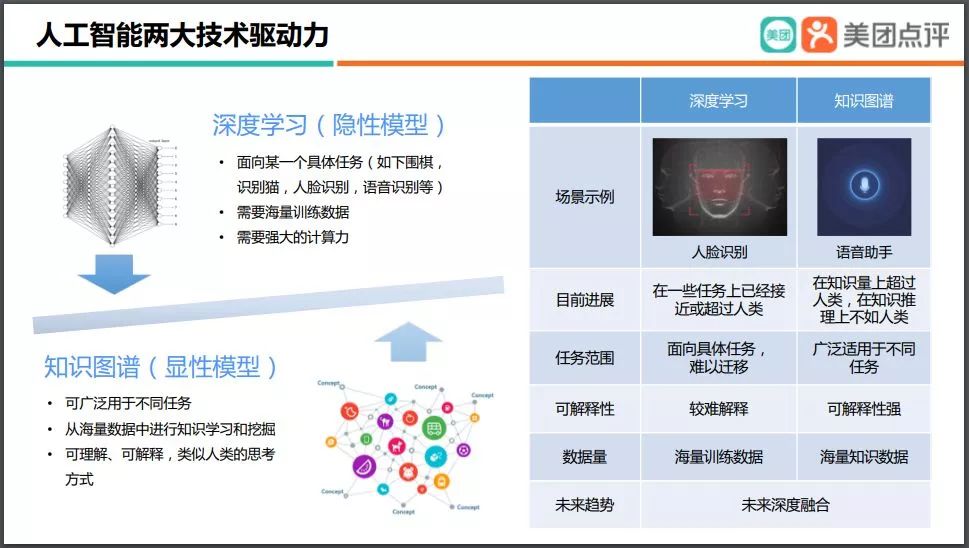 人工智能两大技术驱动力
美团
美团点评
深度学习（隐性模型）
• 面向某一个具体任务（如下围棋，
识别猫，人脸识别，语音识别等）
• 需要海量训练数据
• 需要强大的计算力
知识图谱（显性模型）
• 可广泛用于不同任务
• 从海量数据中进行知识学习和挖掘
• 可理解、可解释，类似人类的思考
方式
Concept
Concept
Concept
Concept
Concept
Concept
深度学习 知识图谱
场景示例
人脸识别 语音助手
目前进展
在一些任务上已经接
近或超过人类
在知识量上超过
人类，在知识推
理上不如人类
任务范围
面向具体任务，
难以迁移
广泛适用于不同
任务
可解释性 较难解释 可解释性强
数据量 海量训练数据 海量知识数据
未来趋势 未来深度融合